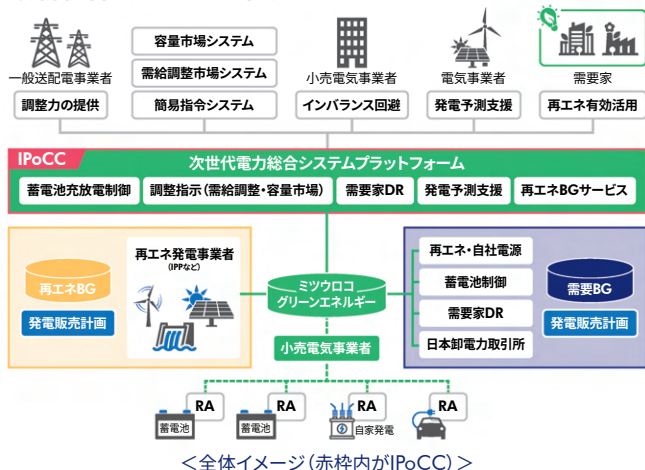 一般送配電事業者
調整力の提供
容量市場システム
需給調整市場システム
簡易指令システム
小売電気事業者
インバランス回避
電気事業者
発電予測支援
需要家
再エネ有効活用
IPoCC
次世代電力総合システムプラットフォーム
蓄電池充放電制御
調整指示(需給調整・容量市場)
需要家DR
発電予測支援
再エネBGサービス
再エネBG
発電販売計画
再エネ発電事業者
(IPPなど)
ミツウロコ
グリーンエネルギー
小売電気事業者
再エネ・自社電源
蓄電池制御
需要家DR
日本卸電力取引所
需要BG
発電販売計画
RA
蓄電池
RA
蓄電池
RA
自家発電
RA
<全体イメージ(赤枠内がIPoCC)>